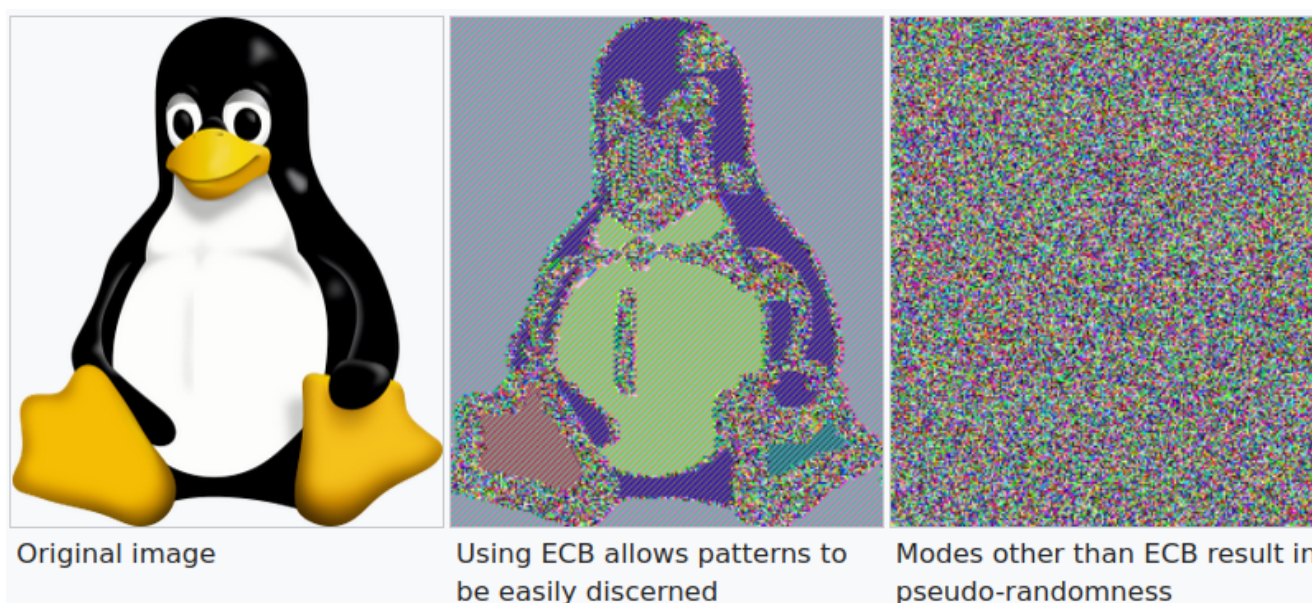 Original image
Using ECB allows patterns to
be easily discerned
Modes other than ECB result in
pseudo-randomness